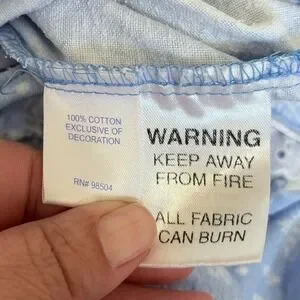 100% COTTON
EXCLUSIVE OF
DECORATION
RN# 98504
WARNING
KEEP AWAY
FROM FIRE
ALL FABRIC
CAN BURN